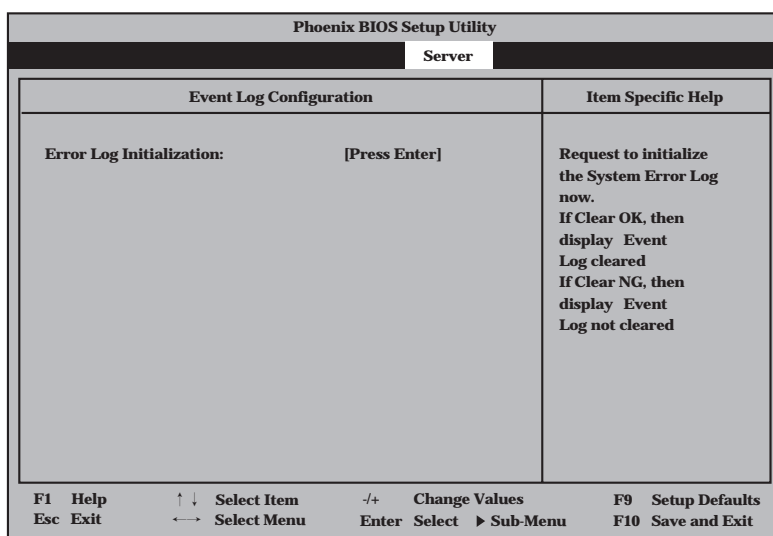 Phoenix BIOS Setup Utility
Server
Event Log Configuration
Item Specific Help
Error Log Initialization: [Press Enter]
Request to initialize
the System Error Log
now.
If Clear OK, then
display Event
Log cleared
If Clear NG, then
display Event
Log not cleared
F1 Help ↑ ↓ Select Item -/+ Change Values F9 Setup Defaults
Esc Exit ←→ Select Menu Enter Select ▶ Sub-Menu F10 Save and Exit